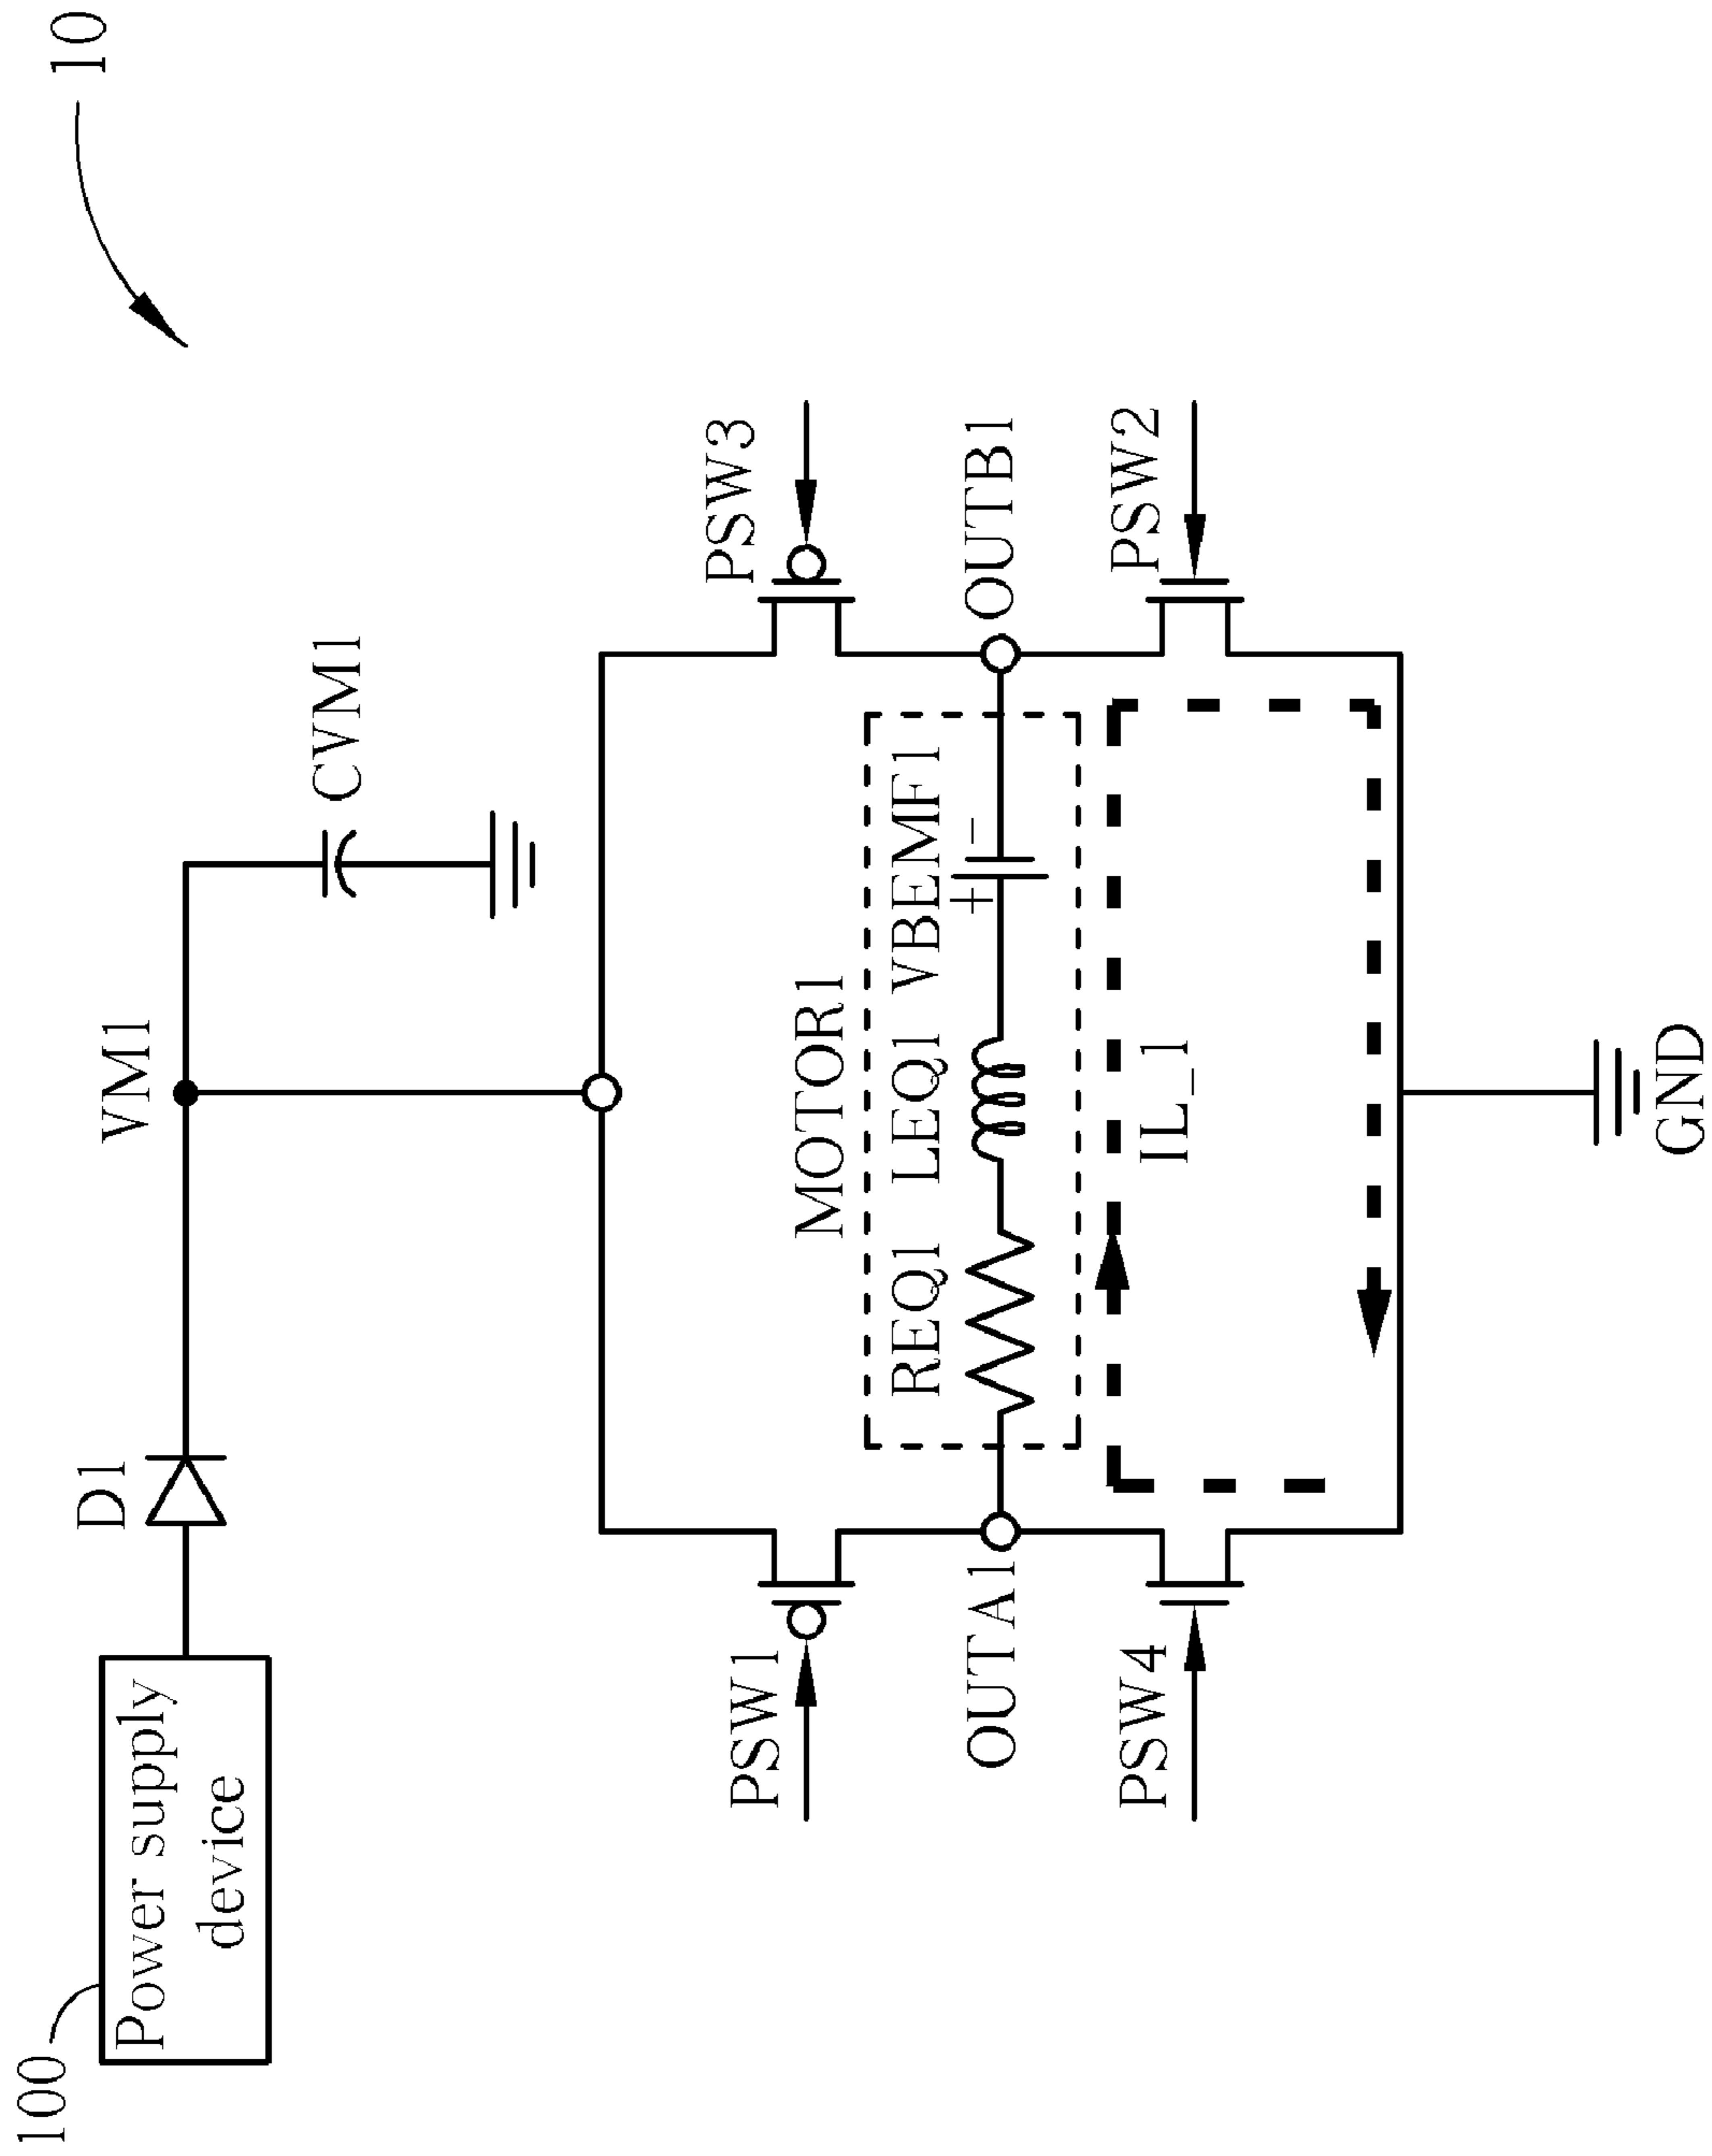 10
100
Power supply
device
D1
VM1
CVM1
PSW1
PSW3
MOTOR1
REQ1 LEQ1 VBEMF1
+ -
OUTA1
OUTB1
IL_1
PSW4
PSW2
GND